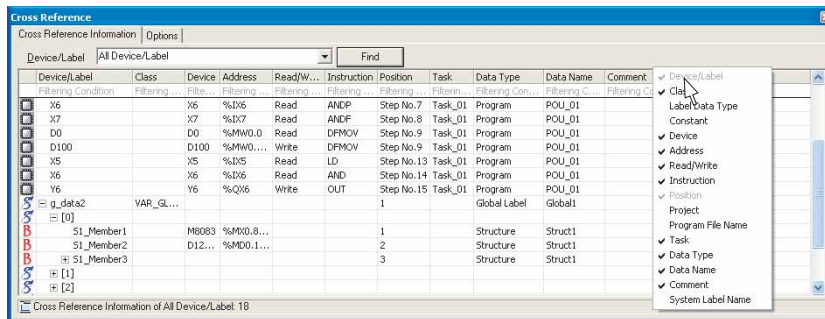 Cross Reference
Cross Reference Information Options
Device/Label All Device/Label Find
Device/Label Class Device Address Read/W... Instruction Position Task Data Type Data Name Comment
Filtering Condition Filtering ... Filte... Filtering ... Filtering ... Filtering ... Filtering ... Filtering ... Filtering Con... Filtering C... Filtering Co
X6 X6 %IX6 Read ANDP Step No.7 Task_01 Program POU_01
X7 X7 %IX7 Read ANDF Step No.8 Task_01 Program POU_01
D0 D0 %MW0.0 Read DFMOV Step No.9 Task_01 Program POU_01
D100 D100 %MW0.... Write DFMOV Step No.9 Task_01 Program POU_01
X5 X5 %IX5 Read LD Step No.13 Task_01 Program POU_01
X6 X6 %IX6 Read AND Step No.14 Task_01 Program POU_01
Y6 Y6 %QX6 Write OUT Step No.15 Task_01 Program POU_01
g_data2 VAR_GL... 1 Global Label Global1
[0]
S1_Member1 M8083 %MX0.8... 1 Structure Struct1
S1_Member2 D12... %MD0.1... 2 Structure Struct1
S1_Member3 3 Structure Struct1
[1]
[2]
Cross Reference Information of All Device/Label: 18
Device/Label
Class
Label Data Type
Constant
Device
Address
Read/Write
Instruction
Position
Project
Program File Name
Task
Data Type
Data Name
Comment
System Label Name